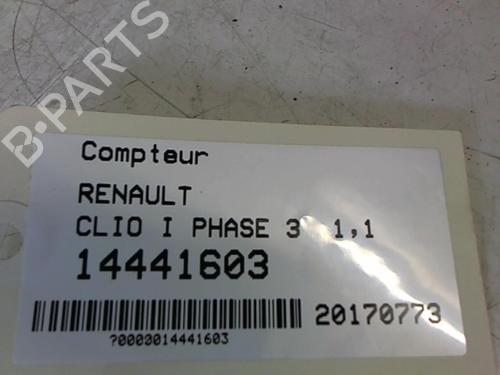 B-PARTS
Compteur
RENAULT
CLIO I PHASE 3 1,1
14441603
20170773
?0000014441603